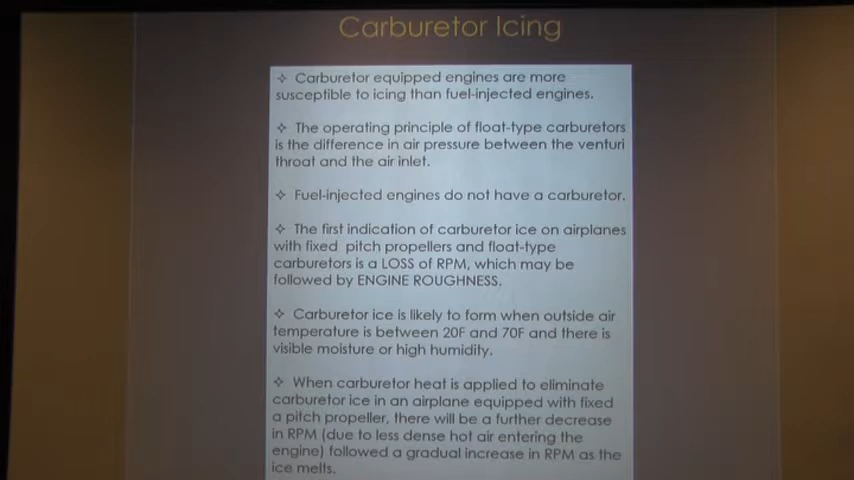 Carburetor Icing
✧ Carburetor equipped engines are more
susceptible to icing than fuel-injected engines.
✧ The operating principle of float-type carburetors
is the difference in air pressure between the venturi
throat and the air inlet.
✧ Fuel-injected engines do not have a carburetor.
✧ The first indication of carburetor ice on airplanes
with fixed pitch propellers and float-type
carburetors is a LOSS of RPM, which may be
followed by ENGINE ROUGHNESS.
✧ Carburetor ice is likely to form when outside air
temperature is between 20F and 70F and there is
visible moisture or high humidity.
✧ When carburetor heat is applied to eliminate
carburetor ice in an airplane equipped with fixed
a pitch propeller, there will be a further decrease
in RPM (due to less dense hot air entering the
engine) followed a gradual increase in RPM as the
ice melts.